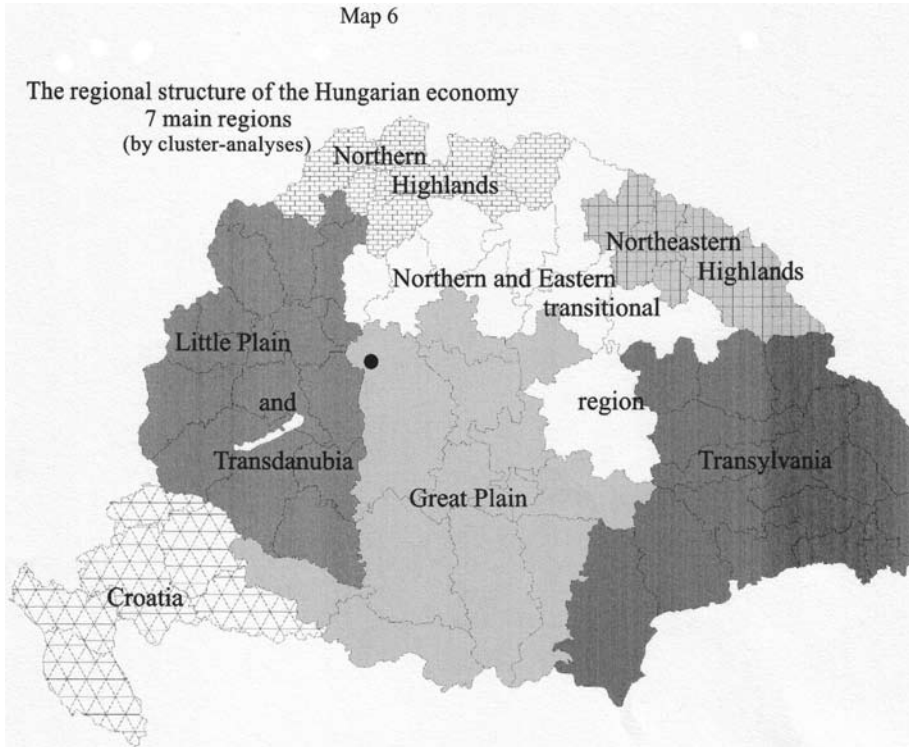 Map 6
The regional structure of the Hungarian economy
7 main regions
(by cluster-analyses)
Northern
Highlands
Northeastern
Highlands
Northern and Eastern
transitional
region
Little Plain
and
Transdanubia
Great Plain
Transylvania
Croatia